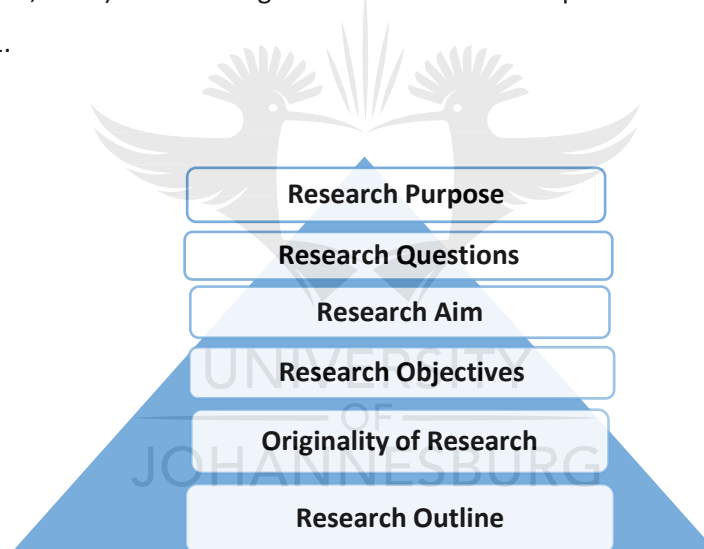 Research Purpose
Research Questions
Research Aim
Research Objectives
UNIVERSITY
OF
Originality of Research
JOHANNESBURG
Research Outline